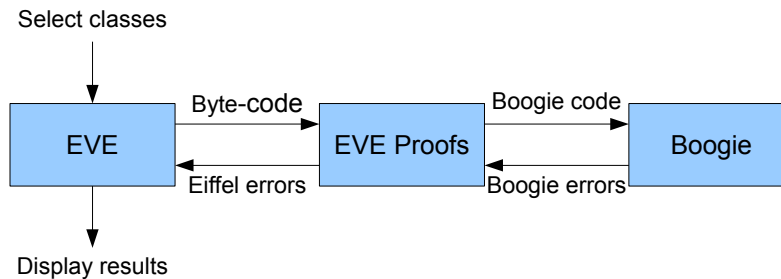 Select classes
Byte-code
Boogie code
EVE
EVE Proofs
Boogie
Eiffel errors
Boogie errors
Display results